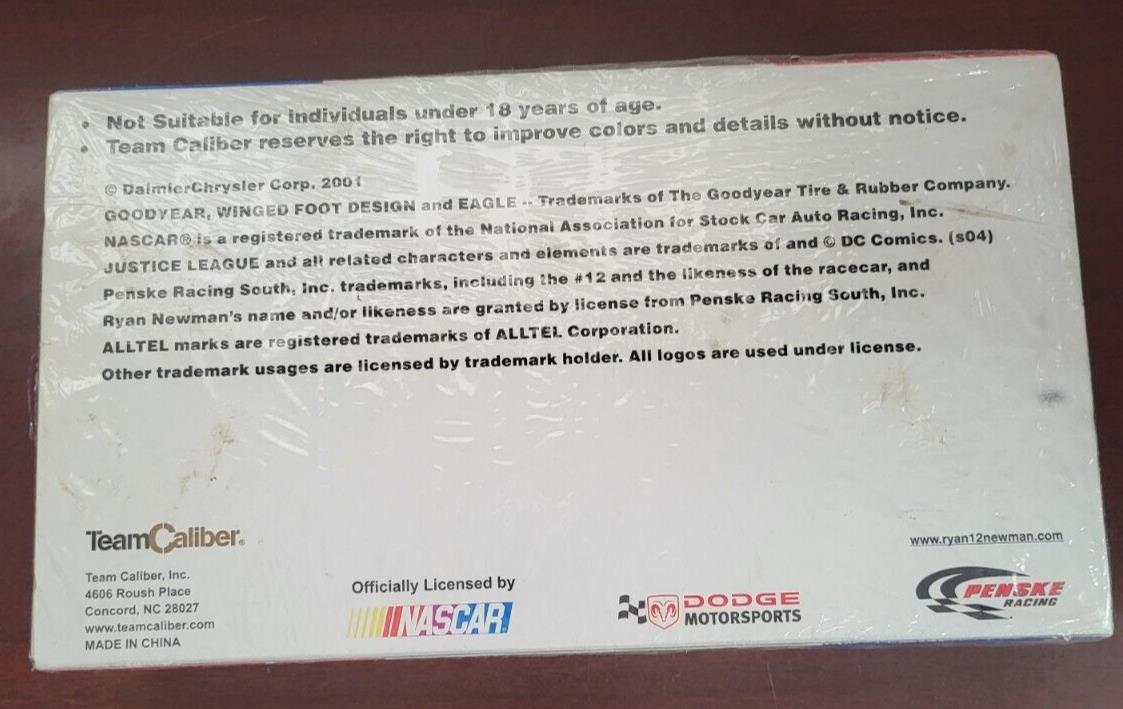 • Not Suitable for individuals under 18 years of age.
• Team Caliber reserves the right to improve colors and details without notice.
© DaimlerChrysler Corp. 2001
GOODYEAR, WINGED FOOT DESIGN and EAGLE -- Trademarks of The Goodyear Tire & Rubber Company.
NASCAR® is a registered trademark of the National Association for Stock Car Auto Racing, Inc.
JUSTICE LEAGUE and all related characters and elements are trademarks of and © DC Comics. (s04)
Penske Racing South, Inc. trademarks, including the #12 and the likeness of the racecar, and
Ryan Newman's name and/or likeness are granted by license from Penske Racing South, Inc.
ALLTEL marks are registered trademarks of ALLTEL Corporation.
Other trademark usages are licensed by trademark holder. All logos are used under license.
TeamCaliber®
Team Caliber, Inc.
4606 Roush Place
Concord, NC 28027
www.teamcaliber.com
MADE IN CHINA
Officially Licensed by
NASCAR®
DODGE
MOTORSPORTS
www.ryan12newman.com
PENSKE
RACING